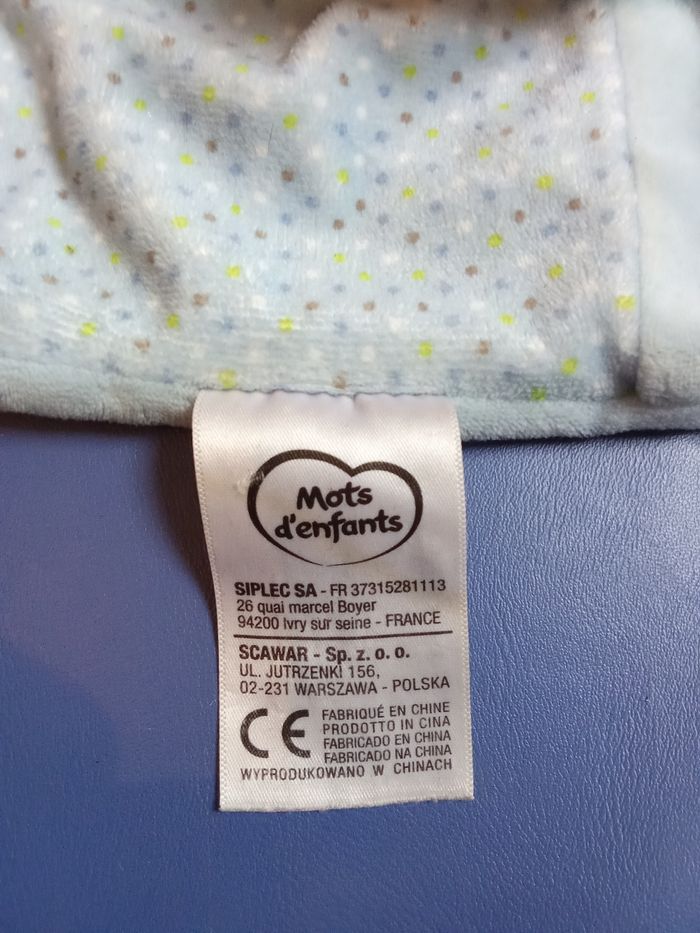 Mots
d'enfants
SIPLEC SA - FR 37315281113
26 quai marcel Boyer
94200 Ivry sur seine - FRANCE
SCAWAR - Sp. z. o. o.
UL. JUTRZENKI 156,
02-231 WARSZAWA - POLSKA
CE
FABRIQUÉ EN CHINE
PRODOTTO IN CINA
FABRICADO EN CHINA
FABRICADO NA CHINA
WYPRODUKOWANO W CHINACH